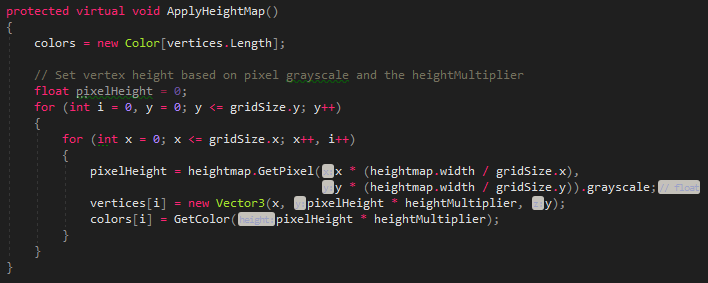 protected virtual void ApplyHeightMap()
{
colors = new Color[vertices.Length];
// Set vertex height based on pixel grayscale and the heightMultiplier
float pixelHeight = 0;
for (int i = 0, y = 0; y <= gridSize.y; y++)
{
for (int x = 0; x <= gridSize.x; x++, i++)
{
pixelHeight = heightmap.GetPixel(x: x * (heightmap.width / gridSize.x),
y: y * (heightmap.width / gridSize.y)).grayscale; // float
vertices[i] = new Vector3(x, y: pixelHeight * heightMultiplier, z: y);
colors[i] = GetColor(height: pixelHeight * heightMultiplier);
}
}
}